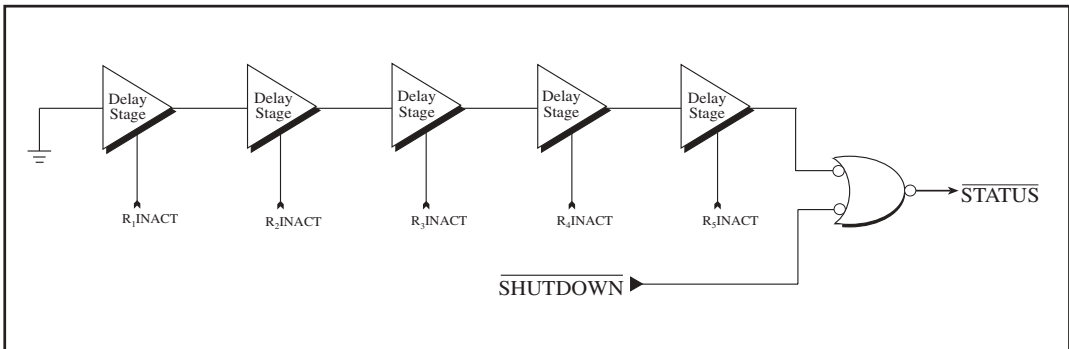 Delay
Stage
Delay
Stage
Delay
Stage
Delay
Stage
Delay
Stage
R₁INACT
R₂INACT
R₃INACT
R₄INACT
R₅INACT
STATUS
SHUTDOWN